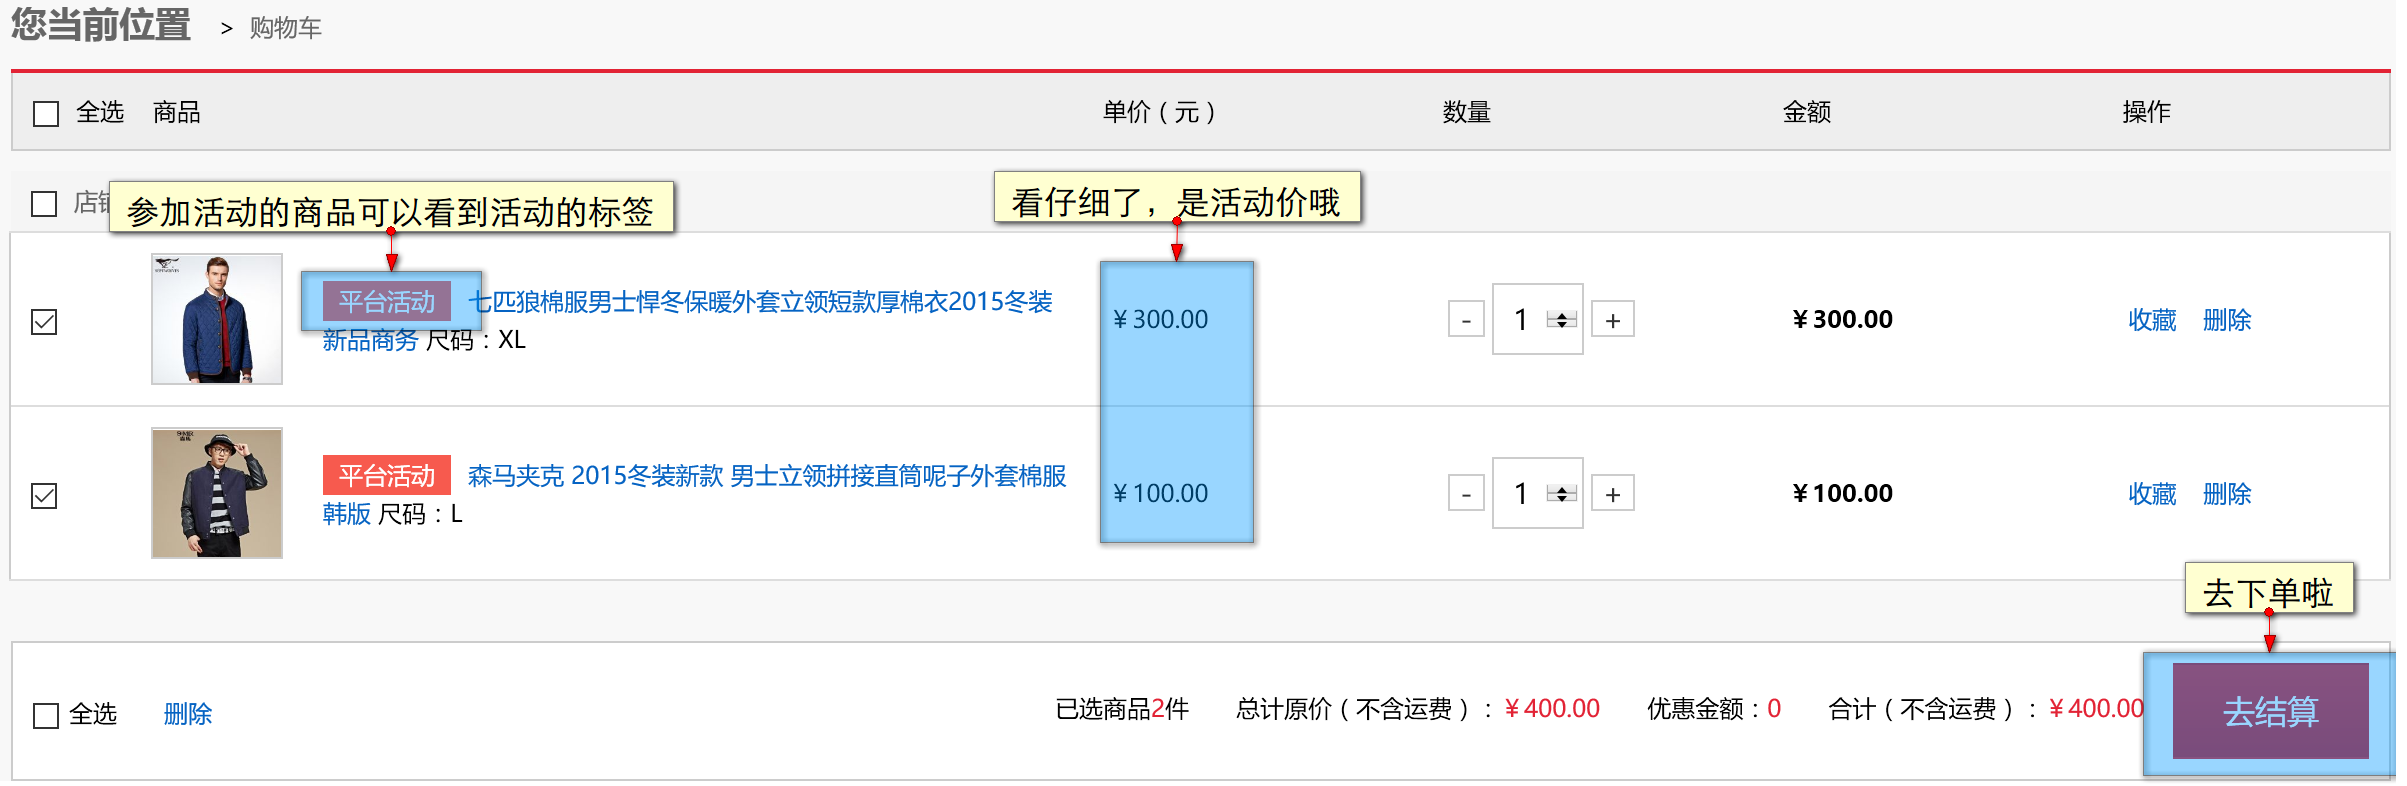 您当前位置 > 购物车
全选 商品 单价（元） 数量 金额 操作
参加活动的商品可以看到活动的标签
看仔细了，是活动价哦
店铺
平台活动 七匹狼棉服男士悍冬保暖外套立领短款厚棉衣2015冬装
新品商务 尺码：XL
¥300.00 - 1 + ¥300.00 收藏 删除
平台活动 森马夹克 2015冬装新款 男士立领拼接直筒呢子外套棉服
韩版 尺码：L
¥100.00 - 1 + ¥100.00 收藏 删除
去下单啦
全选 删除 已选商品2件 总计原价（不含运费）：¥400.00 优惠金额：0 合计（不含运费）：¥400.00 去结算